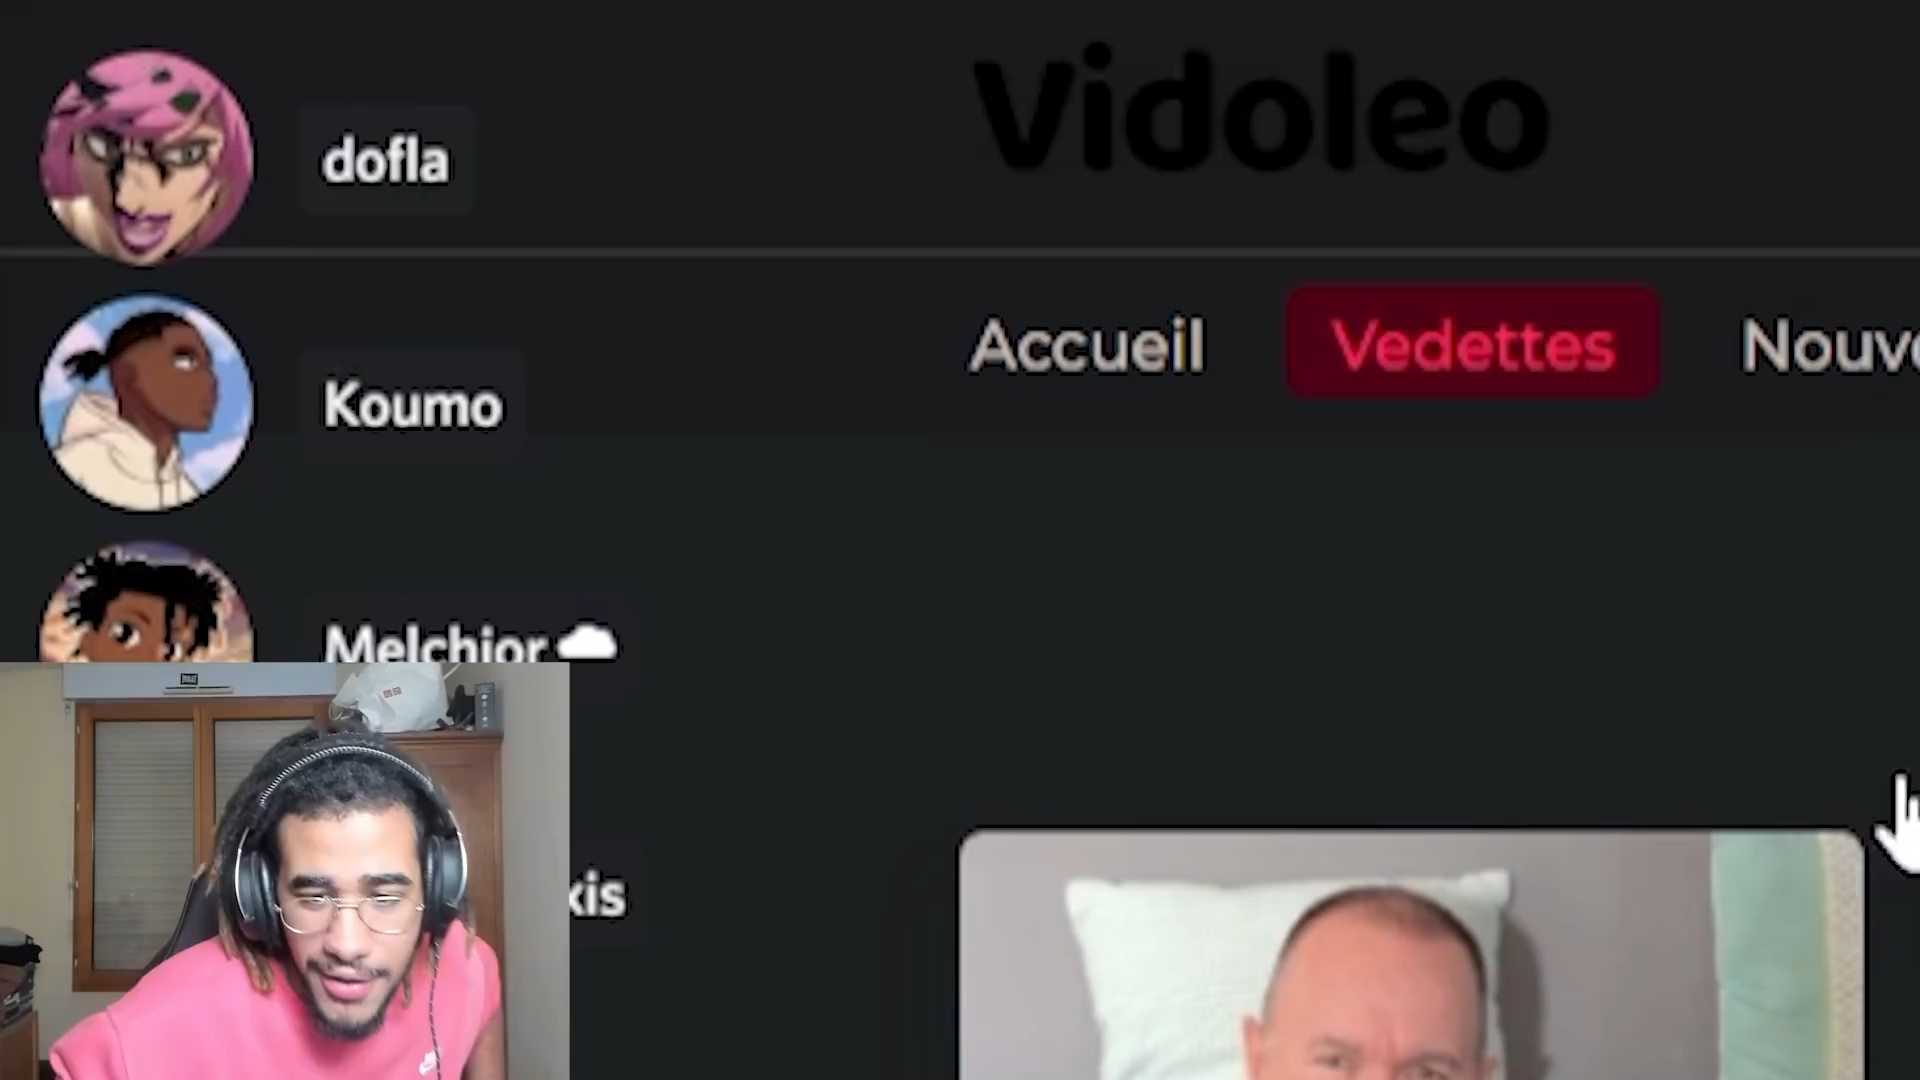 Vidoleo
dofla
Accueil
Vedettes
Koumo
Melchior